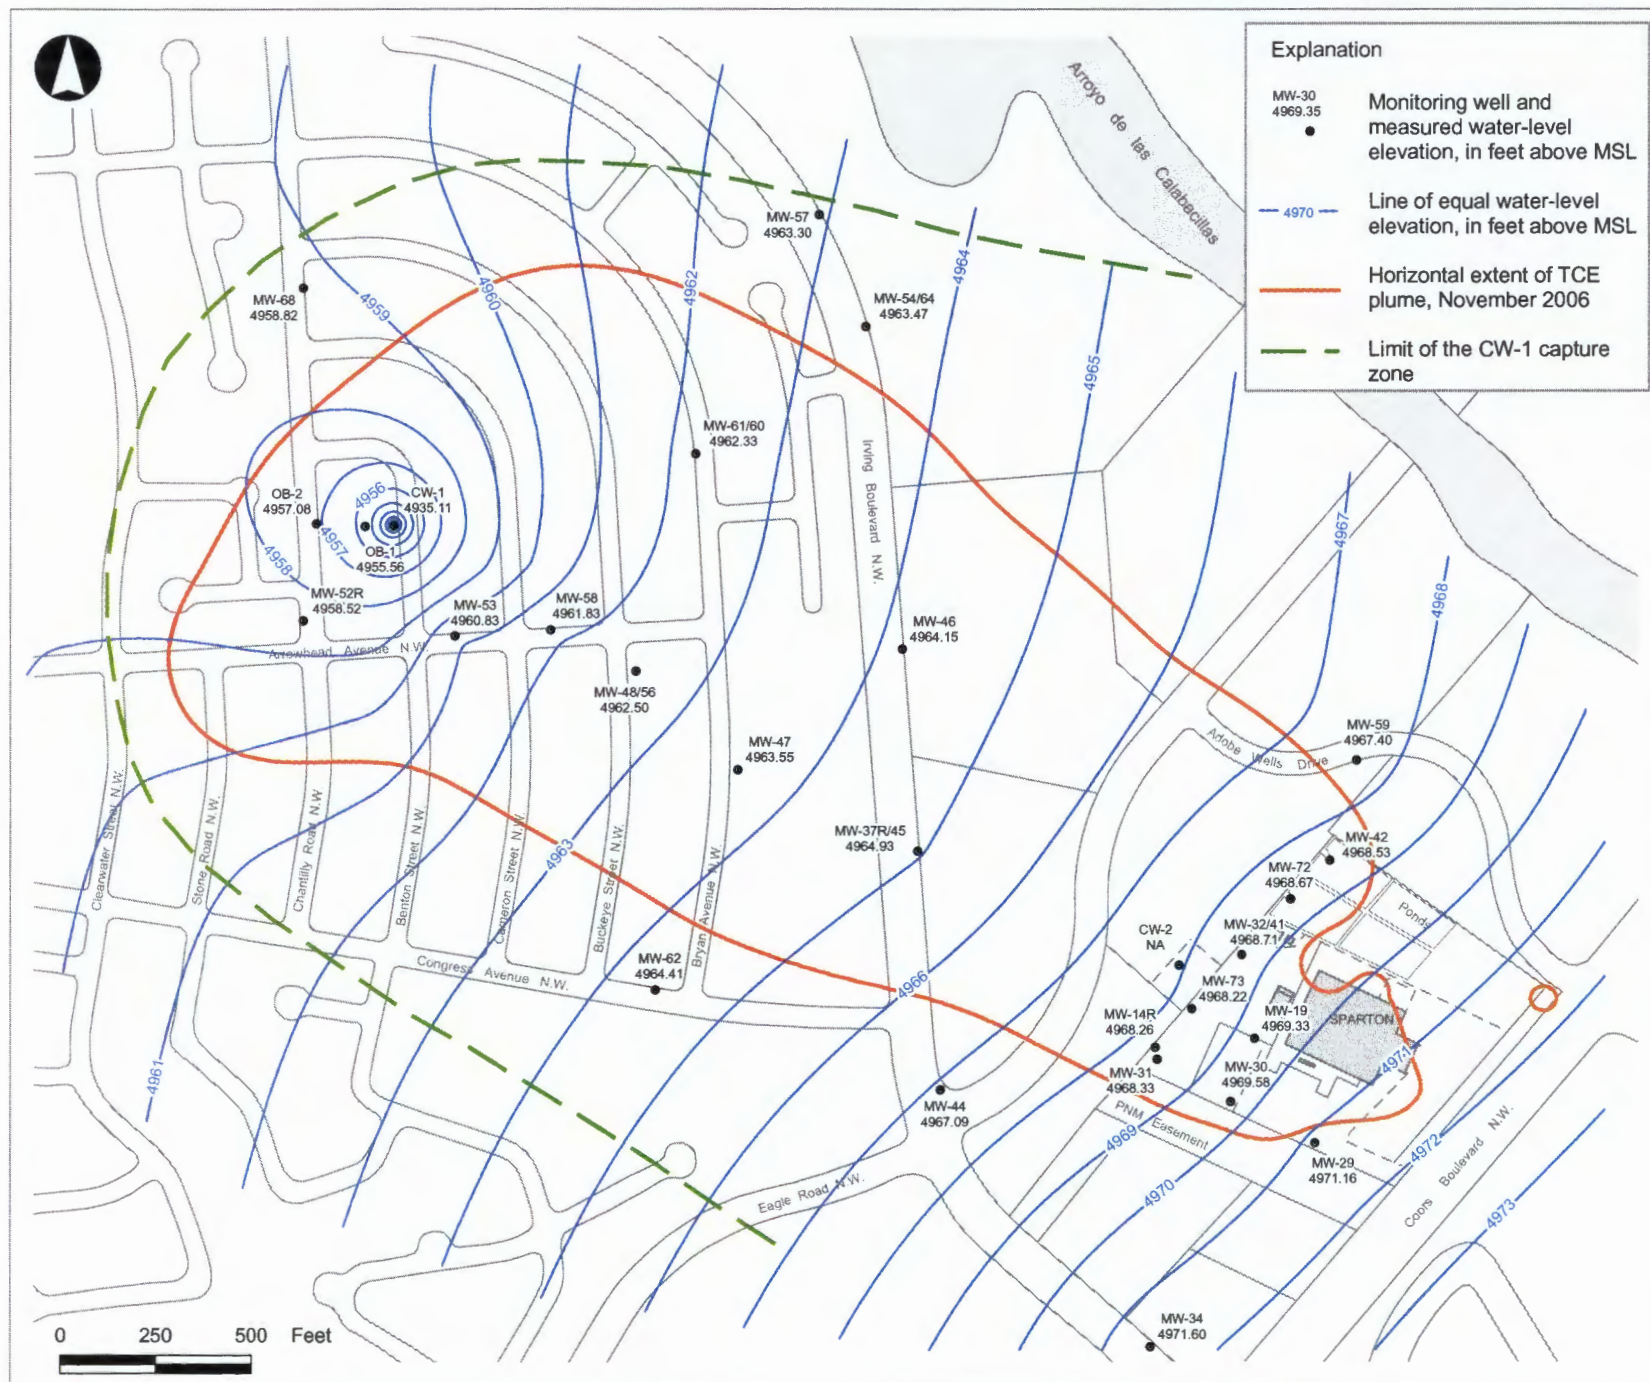 Explanation
MW-30
4969.35
Monitoring well and
measured water-level
elevation, in feet above MSL
4970
Line of equal water-level
elevation, in feet above MSL
Horizontal extent of TCE
plume, November 2006
Limit of the CW-1 capture
zone
Arroyo de las Calabacillas
MW-57
4963.30
4964
4962
MW-68
4958.82
4959
4960
MW-54/64
4963.47
4965
MW-61/60
4962.33
Irving Boulevard N.W.
4956
CW-1
4935.11
OB-2
4957.08
4967
4957
OB-1
4955.56
4958
MW-52R
4958.52
MW-53
4960.83
MW-58
4961.83
4968
MW-46
4964.15
Arrowhead Avenue N.W.
MW-48/56
4962.50
MW-59
4967.40
Adobe Wells Drive
MW-47
4963.55
Clearwater Street N.W.
Stone Road N.W.
Chantilly Road N.W
Benton Street N.W.
Cameron Street N.W.
Buckeye Street N.W.
Bryan Avenue N.W.
4963
MW-37R/45
4964.93
MW-42
4968.53
MW-72
4968.67
Ponds
MW-32/41
4968.71
CW-2
NA
MW-62
4964.41
Congress Avenue N.W.
4966
MW-73
4968.22
MW-14R
4968.26
MW-19
4969.33
SPARTON
MW-31
4968.33
MW-30
4969.58
4971
4961
MW-44
4967.09
PNM Easement
4969
MW-29
4971.16
4972
Coors Boulevard N.W.
4970
4973
Eagle Road N.W.
MW-34
4971.60
0 250 500 Feet